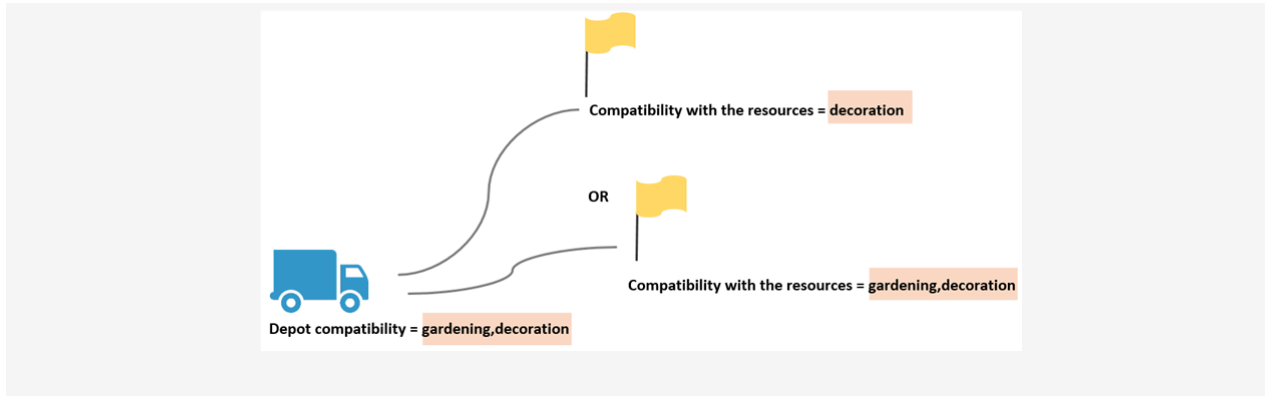 Compatibility with the resources = decoration
OR
Compatibility with the resources = gardening,decoration
Depot compatibility = gardening,decoration